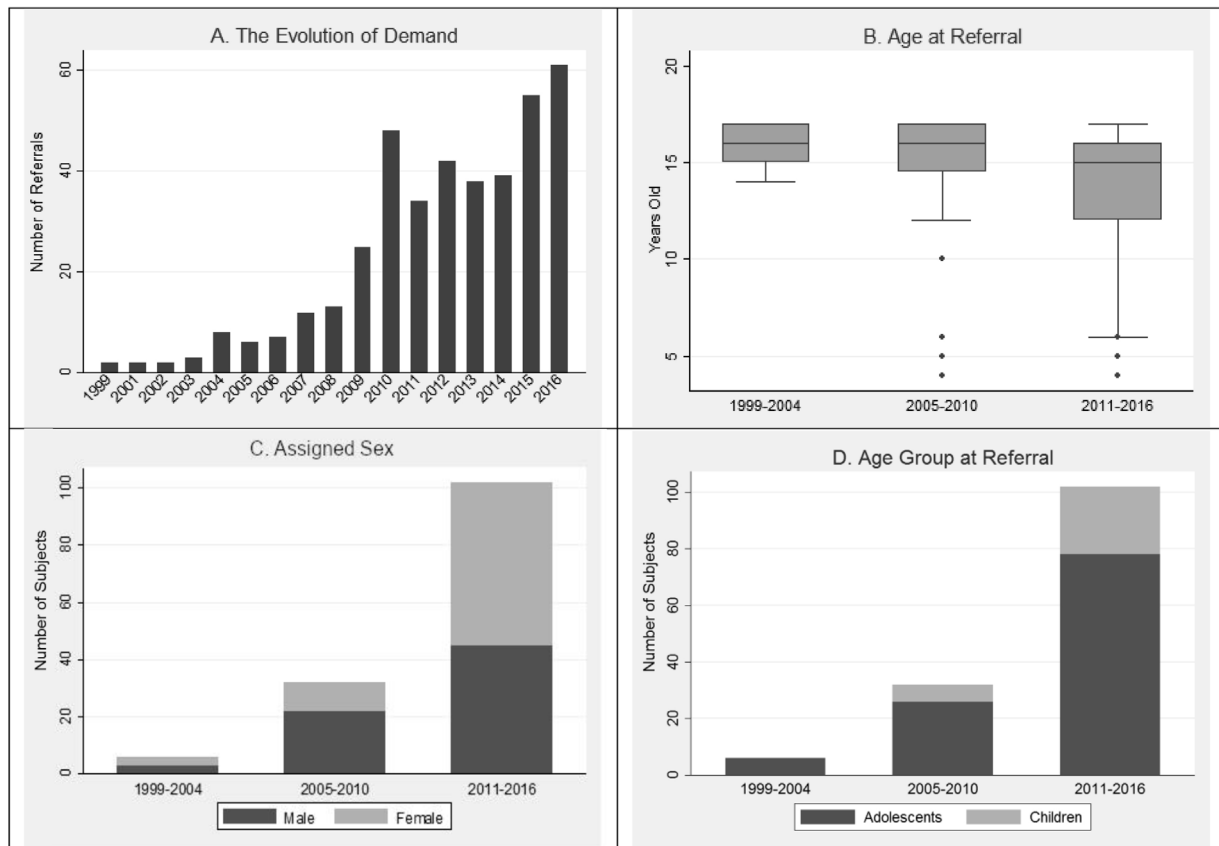 A. The Evolution of Demand
Number of Referrals
60
40
20
0
1999 2001 2002 2003 2004 2005 2006 2007 2008 2009 2010 2011 2012 2013 2014 2015 2016
B. Age at Referral
Years Old
20
15
10
5
1999-2004 2005-2010 2011-2016
C. Assigned Sex
Number of Subjects
100
80
60
40
20
0
1999-2004 2005-2010 2011-2016
Male Female
D. Age Group at Referral
Number of Subjects
100
80
60
40
20
0
1999-2004 2005-2010 2011-2016
Adolescents Children